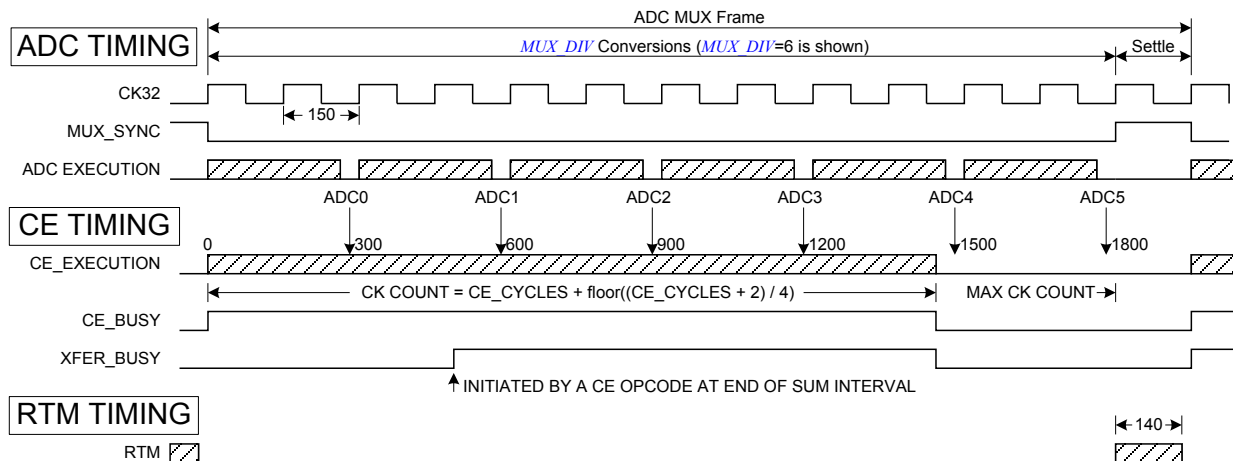 ADC MUX Frame
ADC TIMING
MUX_DIV Conversions (MUX_DIV=6 is shown)
Settle
CK32
150
MUX_SYNC
ADC EXECUTION
ADC0 ADC1 ADC2 ADC3 ADC4 ADC5
CE TIMING
0 300 600 900 1200 1500 1800
CE_EXECUTION
CK COUNT = CE_CYCLES + floor((CE_CYCLES + 2) / 4)
MAX CK COUNT
CE_BUSY
XFER_BUSY
INITIATED BY A CE OPCODE AT END OF SUM INTERVAL
RTM TIMING
140
RTM